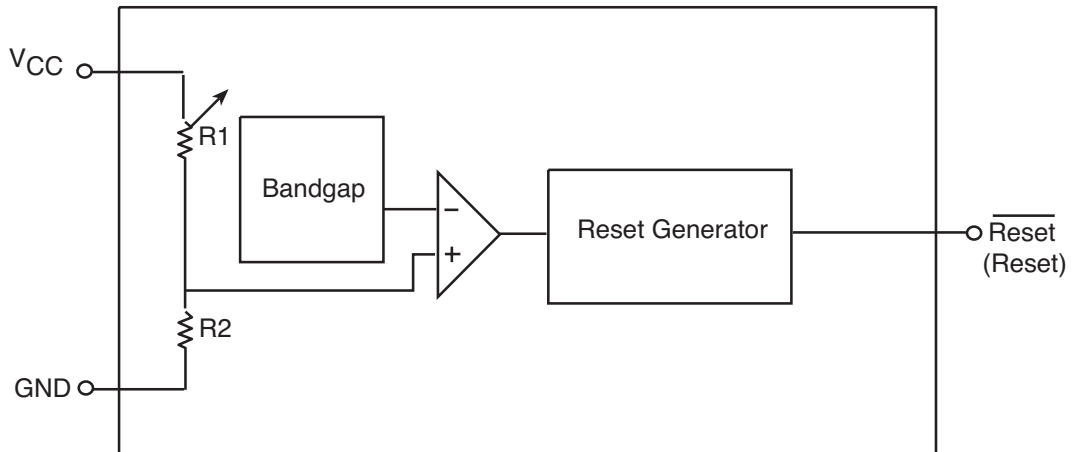 VCC
R1
Bandgap
−
+
Reset Generator
Reset
(Reset)
R2
GND